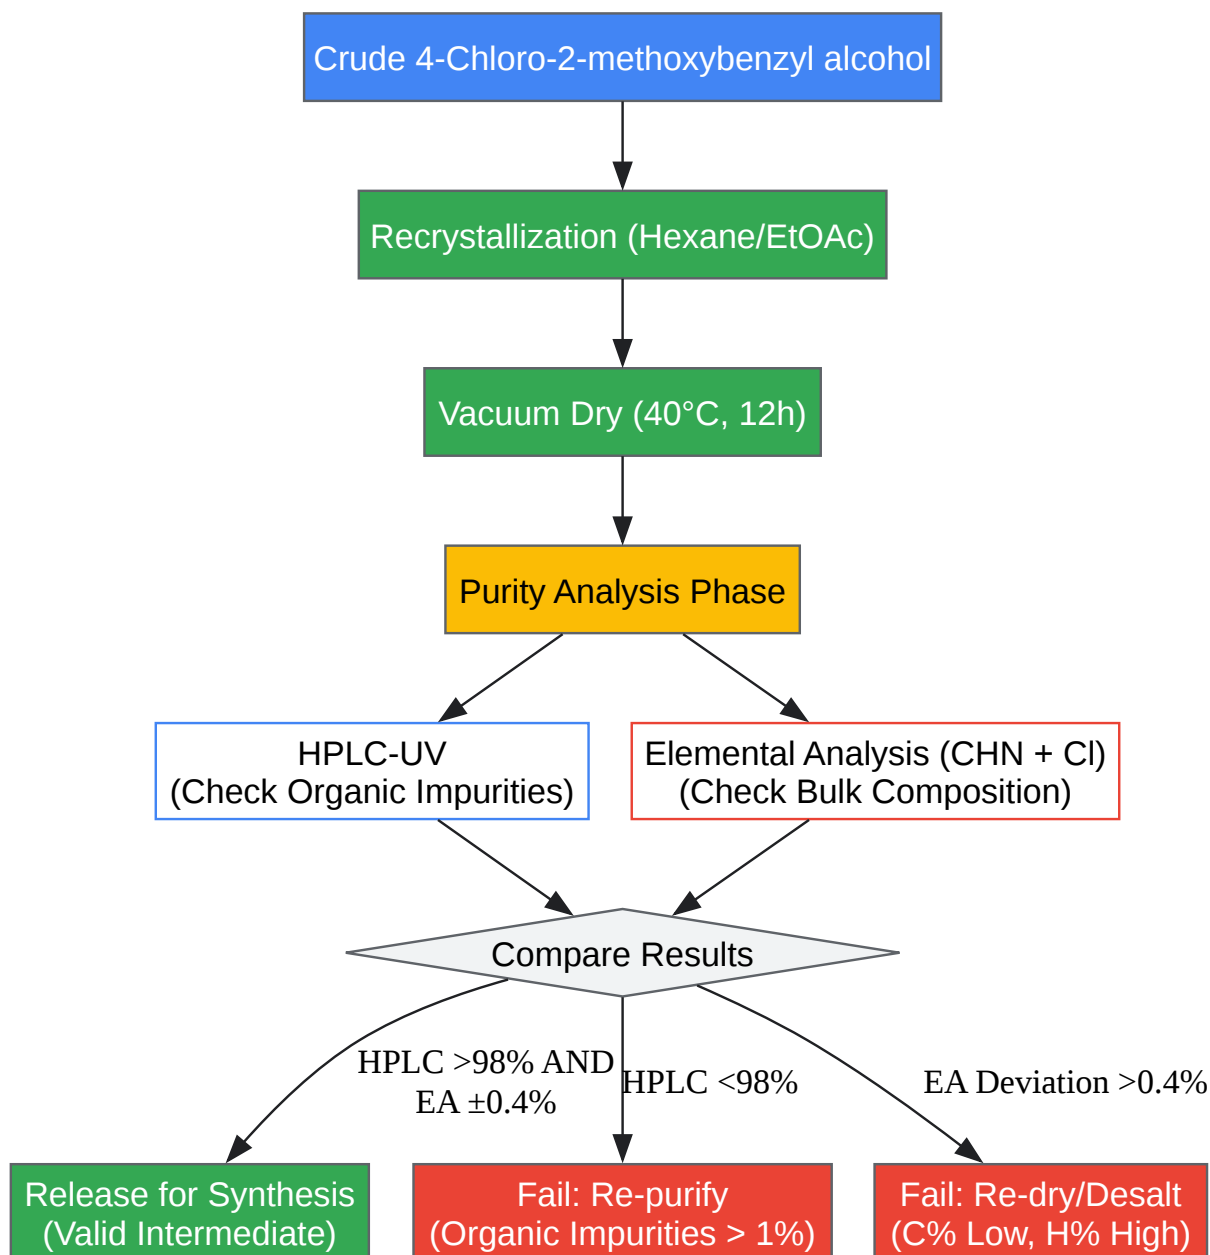 Crude 4-Chloro-2-methoxybenzyl alcohol
Recrystallization (Hexane/EtOAc)
Vacuum Dry (40°C, 12h)
Purity Analysis Phase
HPLC-UV
(Check Organic Impurities)
Elemental Analysis (CHN + Cl)
(Check Bulk Composition)
Compare Results
HPLC >98% AND
EA ±0.4%
HPLC <98%
EA Deviation >0.4%
Release for Synthesis
(Valid Intermediate)
Fail: Re-purify
(Organic Impurities > 1%)
Fail: Re-dry/Desalt
(C% Low, H% High)